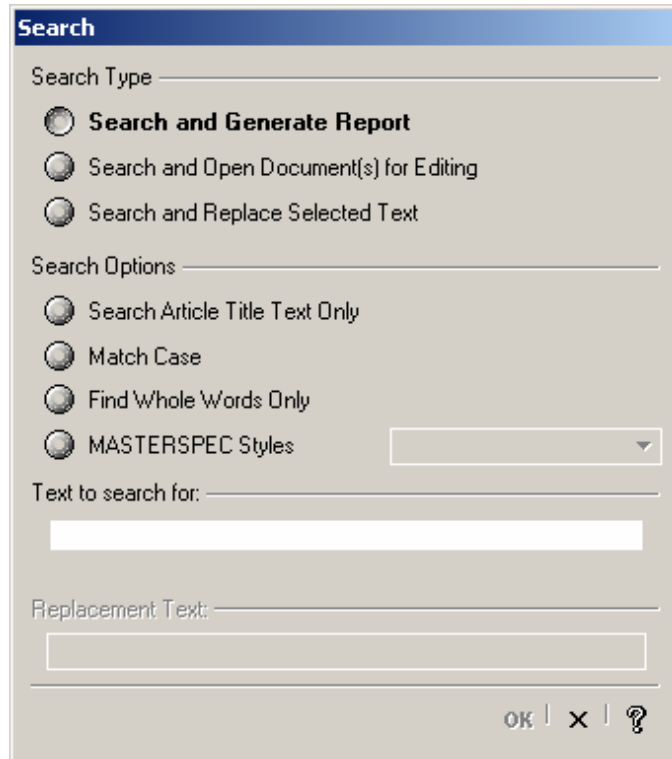 Search
Search Type
Search and Generate Report
Search and Open Document(s) for Editing
Search and Replace Selected Text
Search Options
Search Article Title Text Only
Match Case
Find Whole Words Only
MASTERSPEC Styles
Text to search for:
Replacement Text:
OK | X | ?